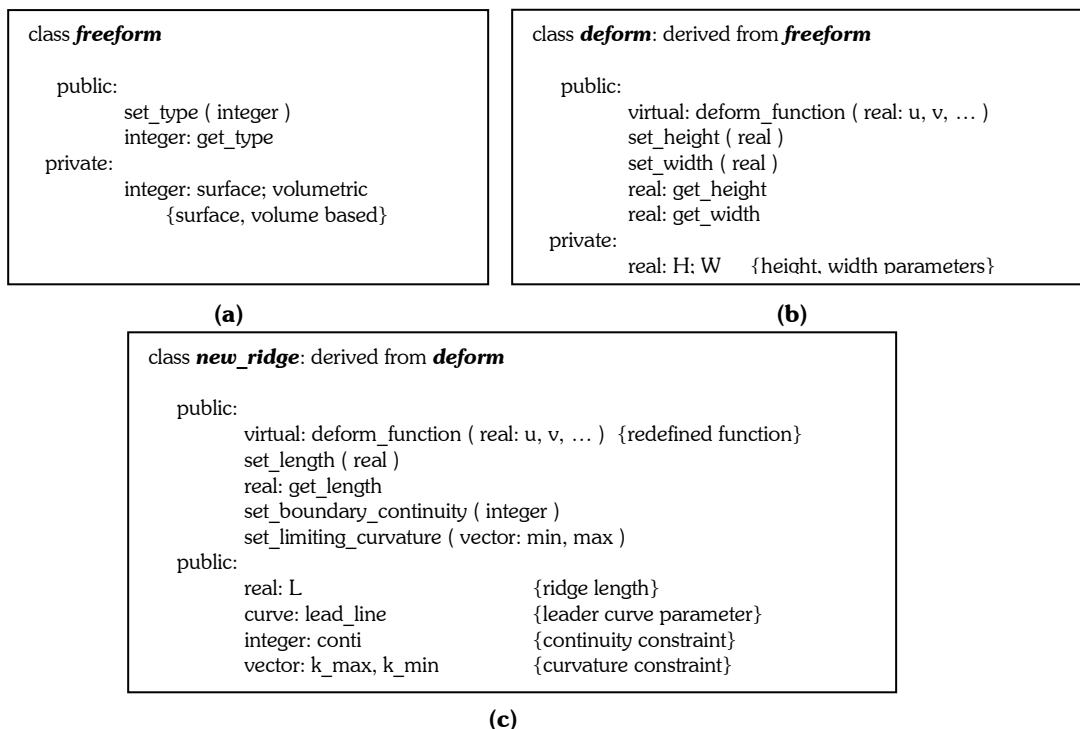 class freeform
public:
set_type ( integer )
integer: get_type
private:
integer: surface; volumetric
{surface, volume based}
(a)
class deform: derived from freeform
public:
virtual: deform_function ( real: u, v, … )
set_height ( real )
set_width ( real )
real: get_height
real: get_width
private:
real: H; W {height, width parameters}
(b)
class new_ridge: derived from deform
public:
virtual: deform_function ( real: u, v, … ) {redefined function}
set_length ( real )
real: get_length
set_boundary_continuity ( integer )
set_limiting_curvature ( vector: min, max )
public:
real: L {ridge length}
curve: lead_line {leader curve parameter}
integer: conti {continuity constraint}
vector: k_max, k_min {curvature constraint}
(c)